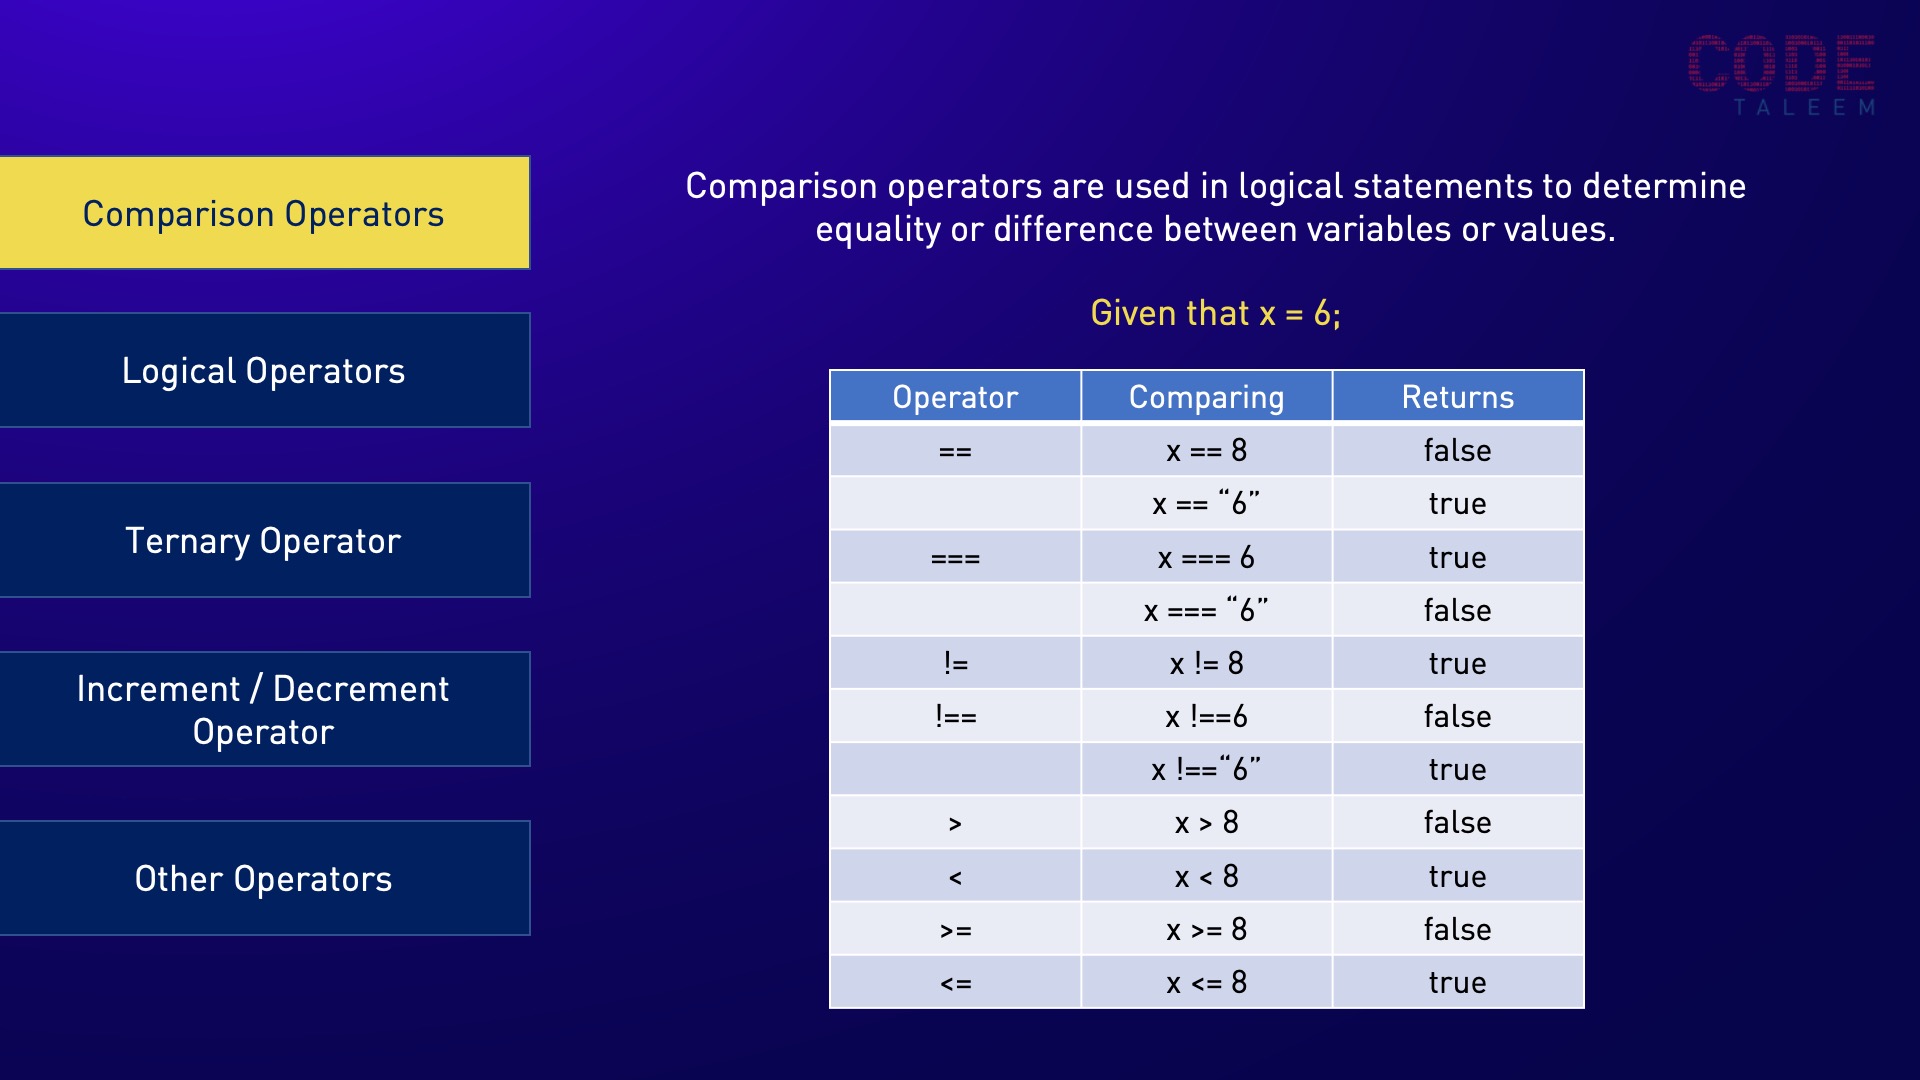 CODE
TALEEM
Comparison Operators
Logical Operators
Ternary Operator
Increment / Decrement
Operator
Other Operators
Comparison operators are used in logical statements to determine
equality or difference between variables or values.
Given that x = 6;
Operator Comparing Returns
== x == 8 false
x == “6” true
=== x === 6 true
x === “6” false
!= x != 8 true
!== x !==6 false
x !==“6” true
> x > 8 false
< x < 8 true
>= x >= 8 false
<= x <= 8 true